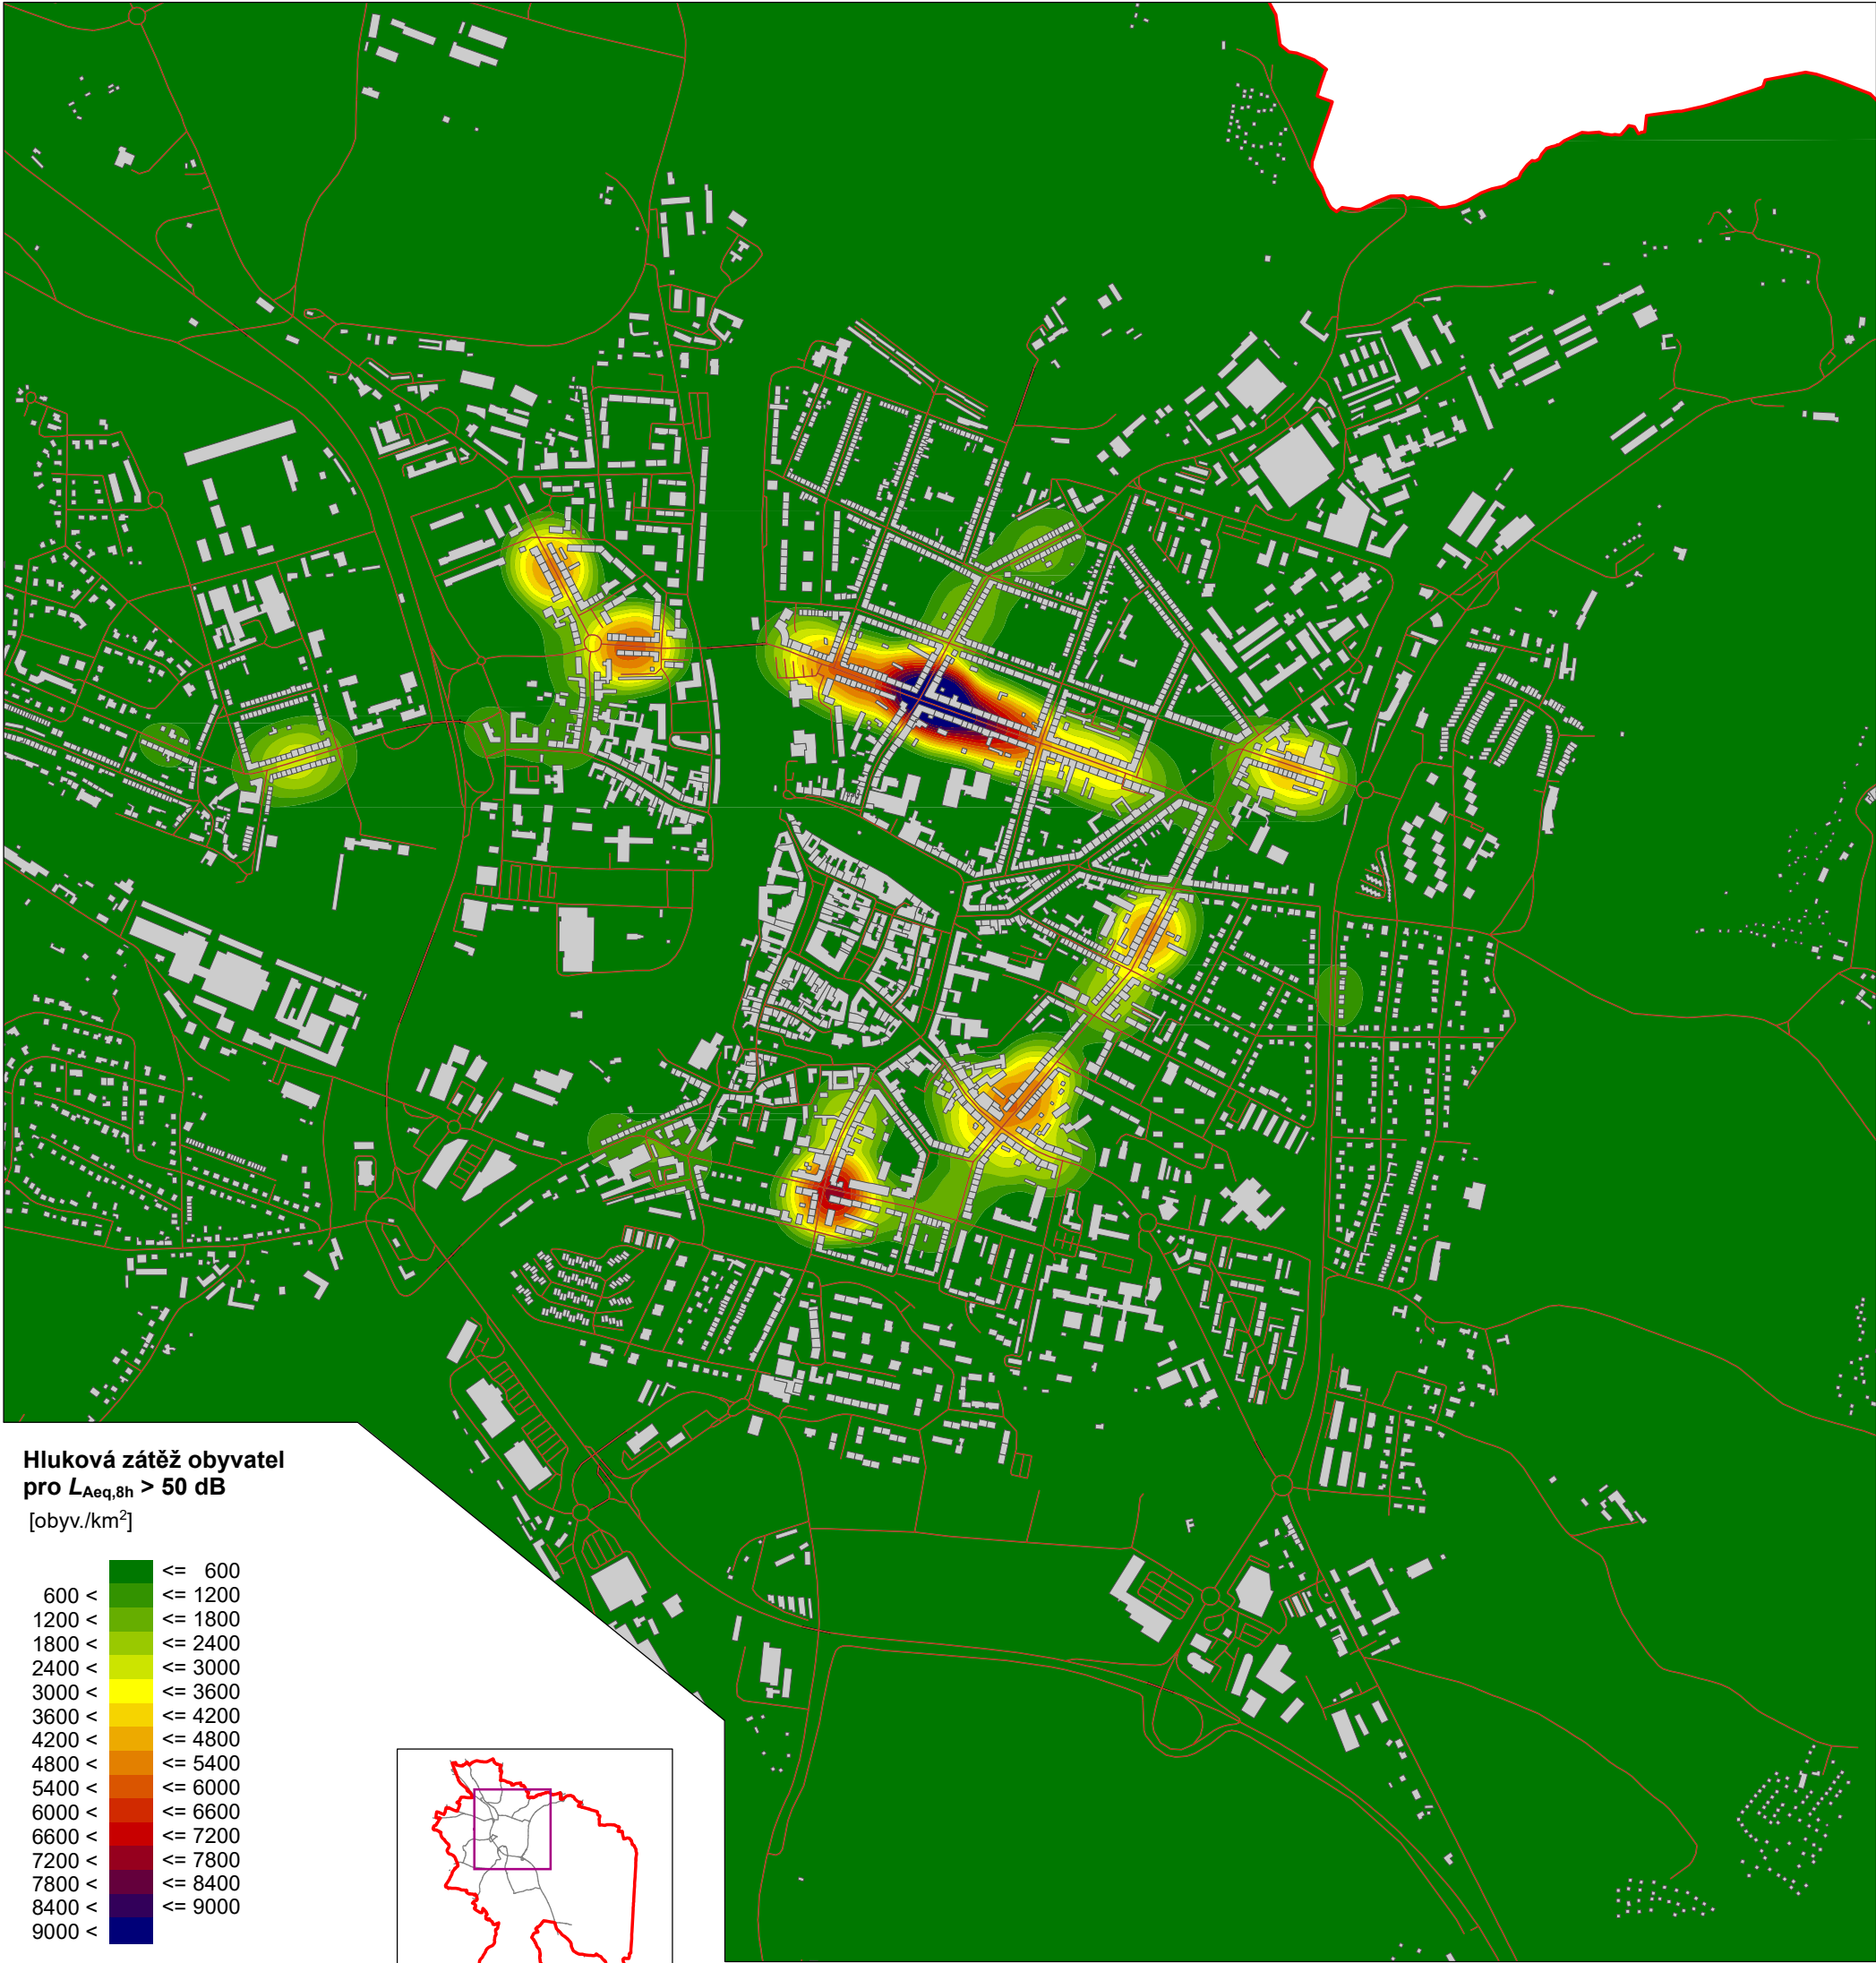 Hluková zátěž obyvatel
pro LAeq,8h > 50 dB
[obyv./km2]
<= 600
600 < <= 1200
1200 < <= 1800
1800 < <= 2400
2400 < <= 3000
3000 < <= 3600
3600 < <= 4200
4200 < <= 4800
4800 < <= 5400
5400 < <= 6000
6000 < <= 6600
6600 < <= 7200
7200 < <= 7800
7800 < <= 8400
8400 < <= 9000
9000 <